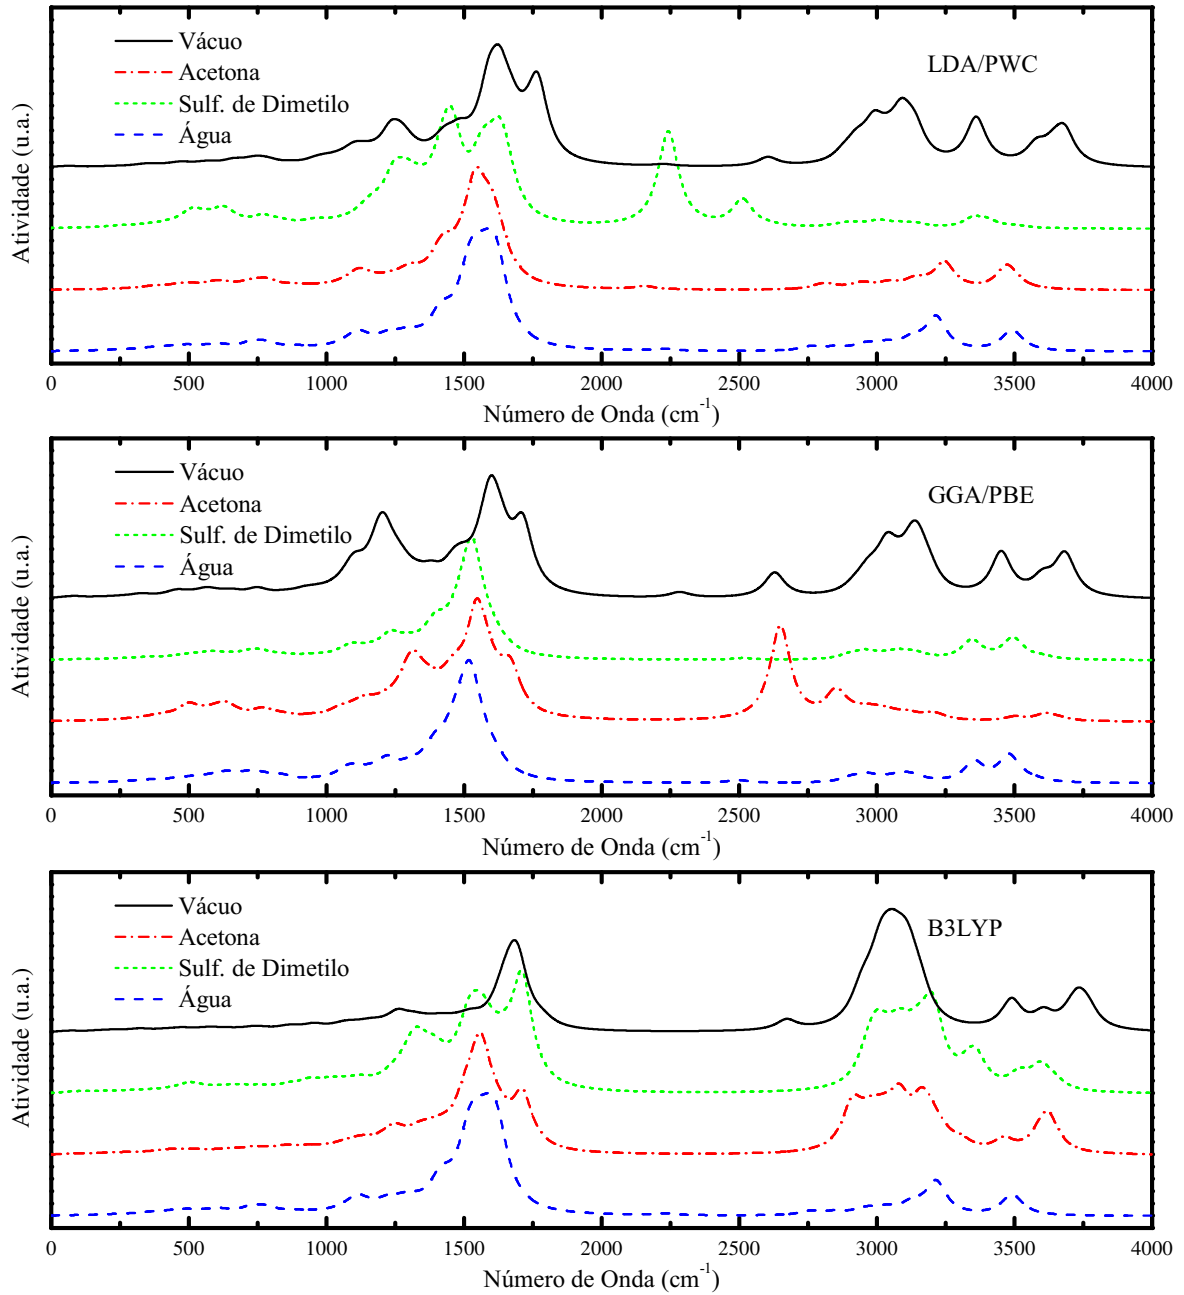 Atividade (u.a.)
Vácuo
Acetona
Sulf. de Dimetilo
Água
LDA/PWC
0 500 1000 1500 2000 2500 3000 3500 4000
Número de Onda (cm⁻¹)
Atividade (u.a.)
Vácuo
Acetona
Sulf. de Dimetilo
Água
GGA/PBE
0 500 1000 1500 2000 2500 3000 3500 4000
Número de Onda (cm⁻¹)
Atividade (u.a.)
Vácuo
Acetona
Sulf. de Dimetilo
Água
B3LYP
0 500 1000 1500 2000 2500 3000 3500 4000
Número de Onda (cm⁻¹)